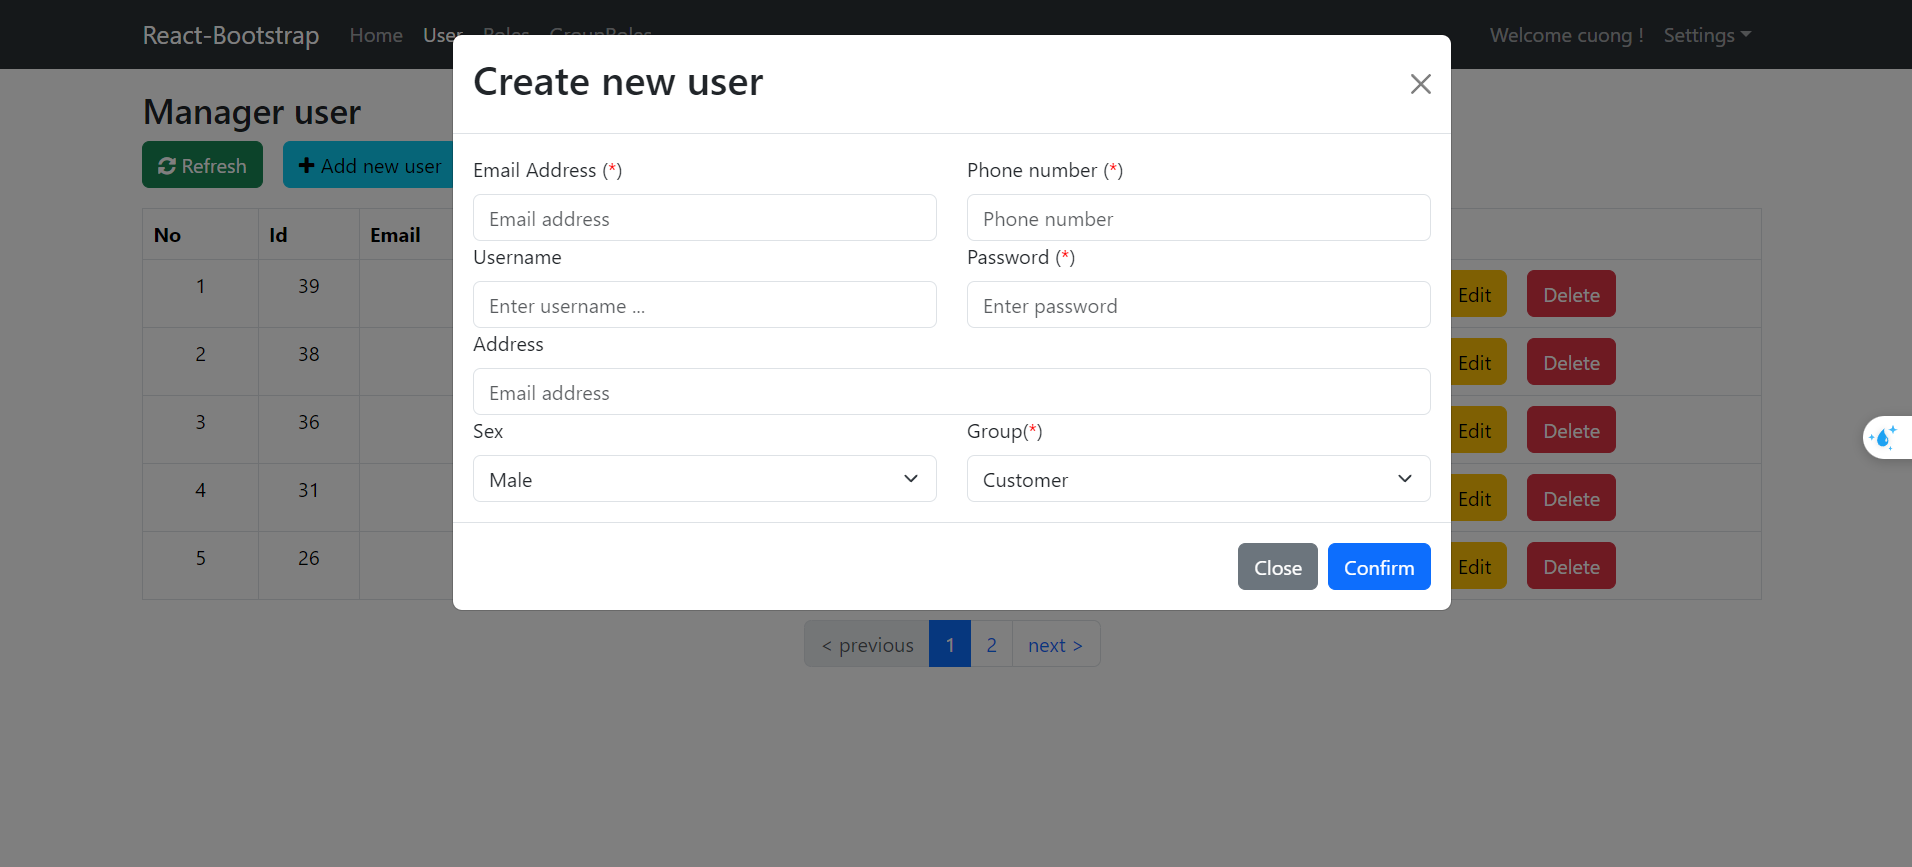 React-Bootstrap Home User Roles GroupRoles Welcome cuong ! Settings
Create new user
Manager user
Refresh
Add new user
Email Address (*)
Phone number (*)
Email address
Phone number
Username
Password (*)
Enter username ...
Enter password
Address
Email address
Sex
Group(*)
Male
Customer
Close
Confirm
No Id Email
1 39 Edit Delete
2 38 Edit Delete
3 36 Edit Delete
4 31 Edit Delete
5 26 Edit Delete
< previous 1 2 next >